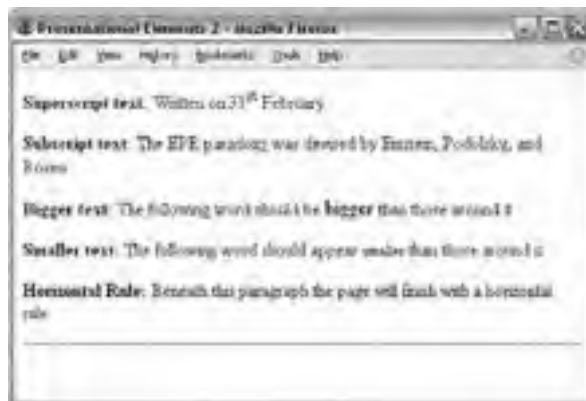 Presentational Elements 2 - Mozilla Firefox
File Edit View History Bookmarks Tools Help
Superscript text: Written on 31th February
Subscript text: The EPR paradox was devised by Einstein, Podolsky, and
Rosen
Bigger text: The following word should be bigger than those around it
Smaller text: The following word should appear smaller than those around it
Horizontal Rule: Beneath this paragraph the page will finish with a horizontal
rule